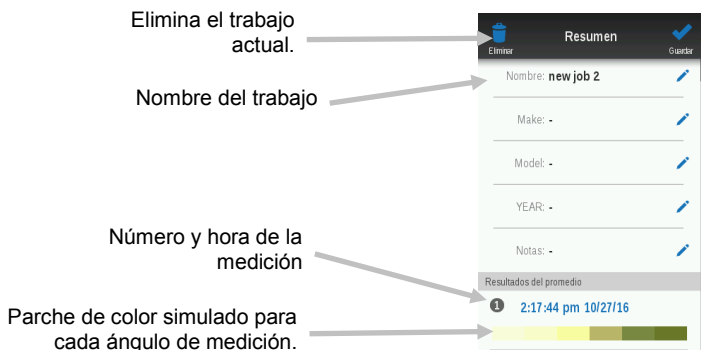 Elimina el trabajo
actual.
Nombre del trabajo
Número y hora de la
medición
Parche de color simulado para
cada ángulo de medición.
Resumen
Eliminar
Guardar
Nombre: new job 2
Make: -
Model: -
YEAR: -
Notas: -
Resultados del promedio
1 2:17:44 pm 10/27/16